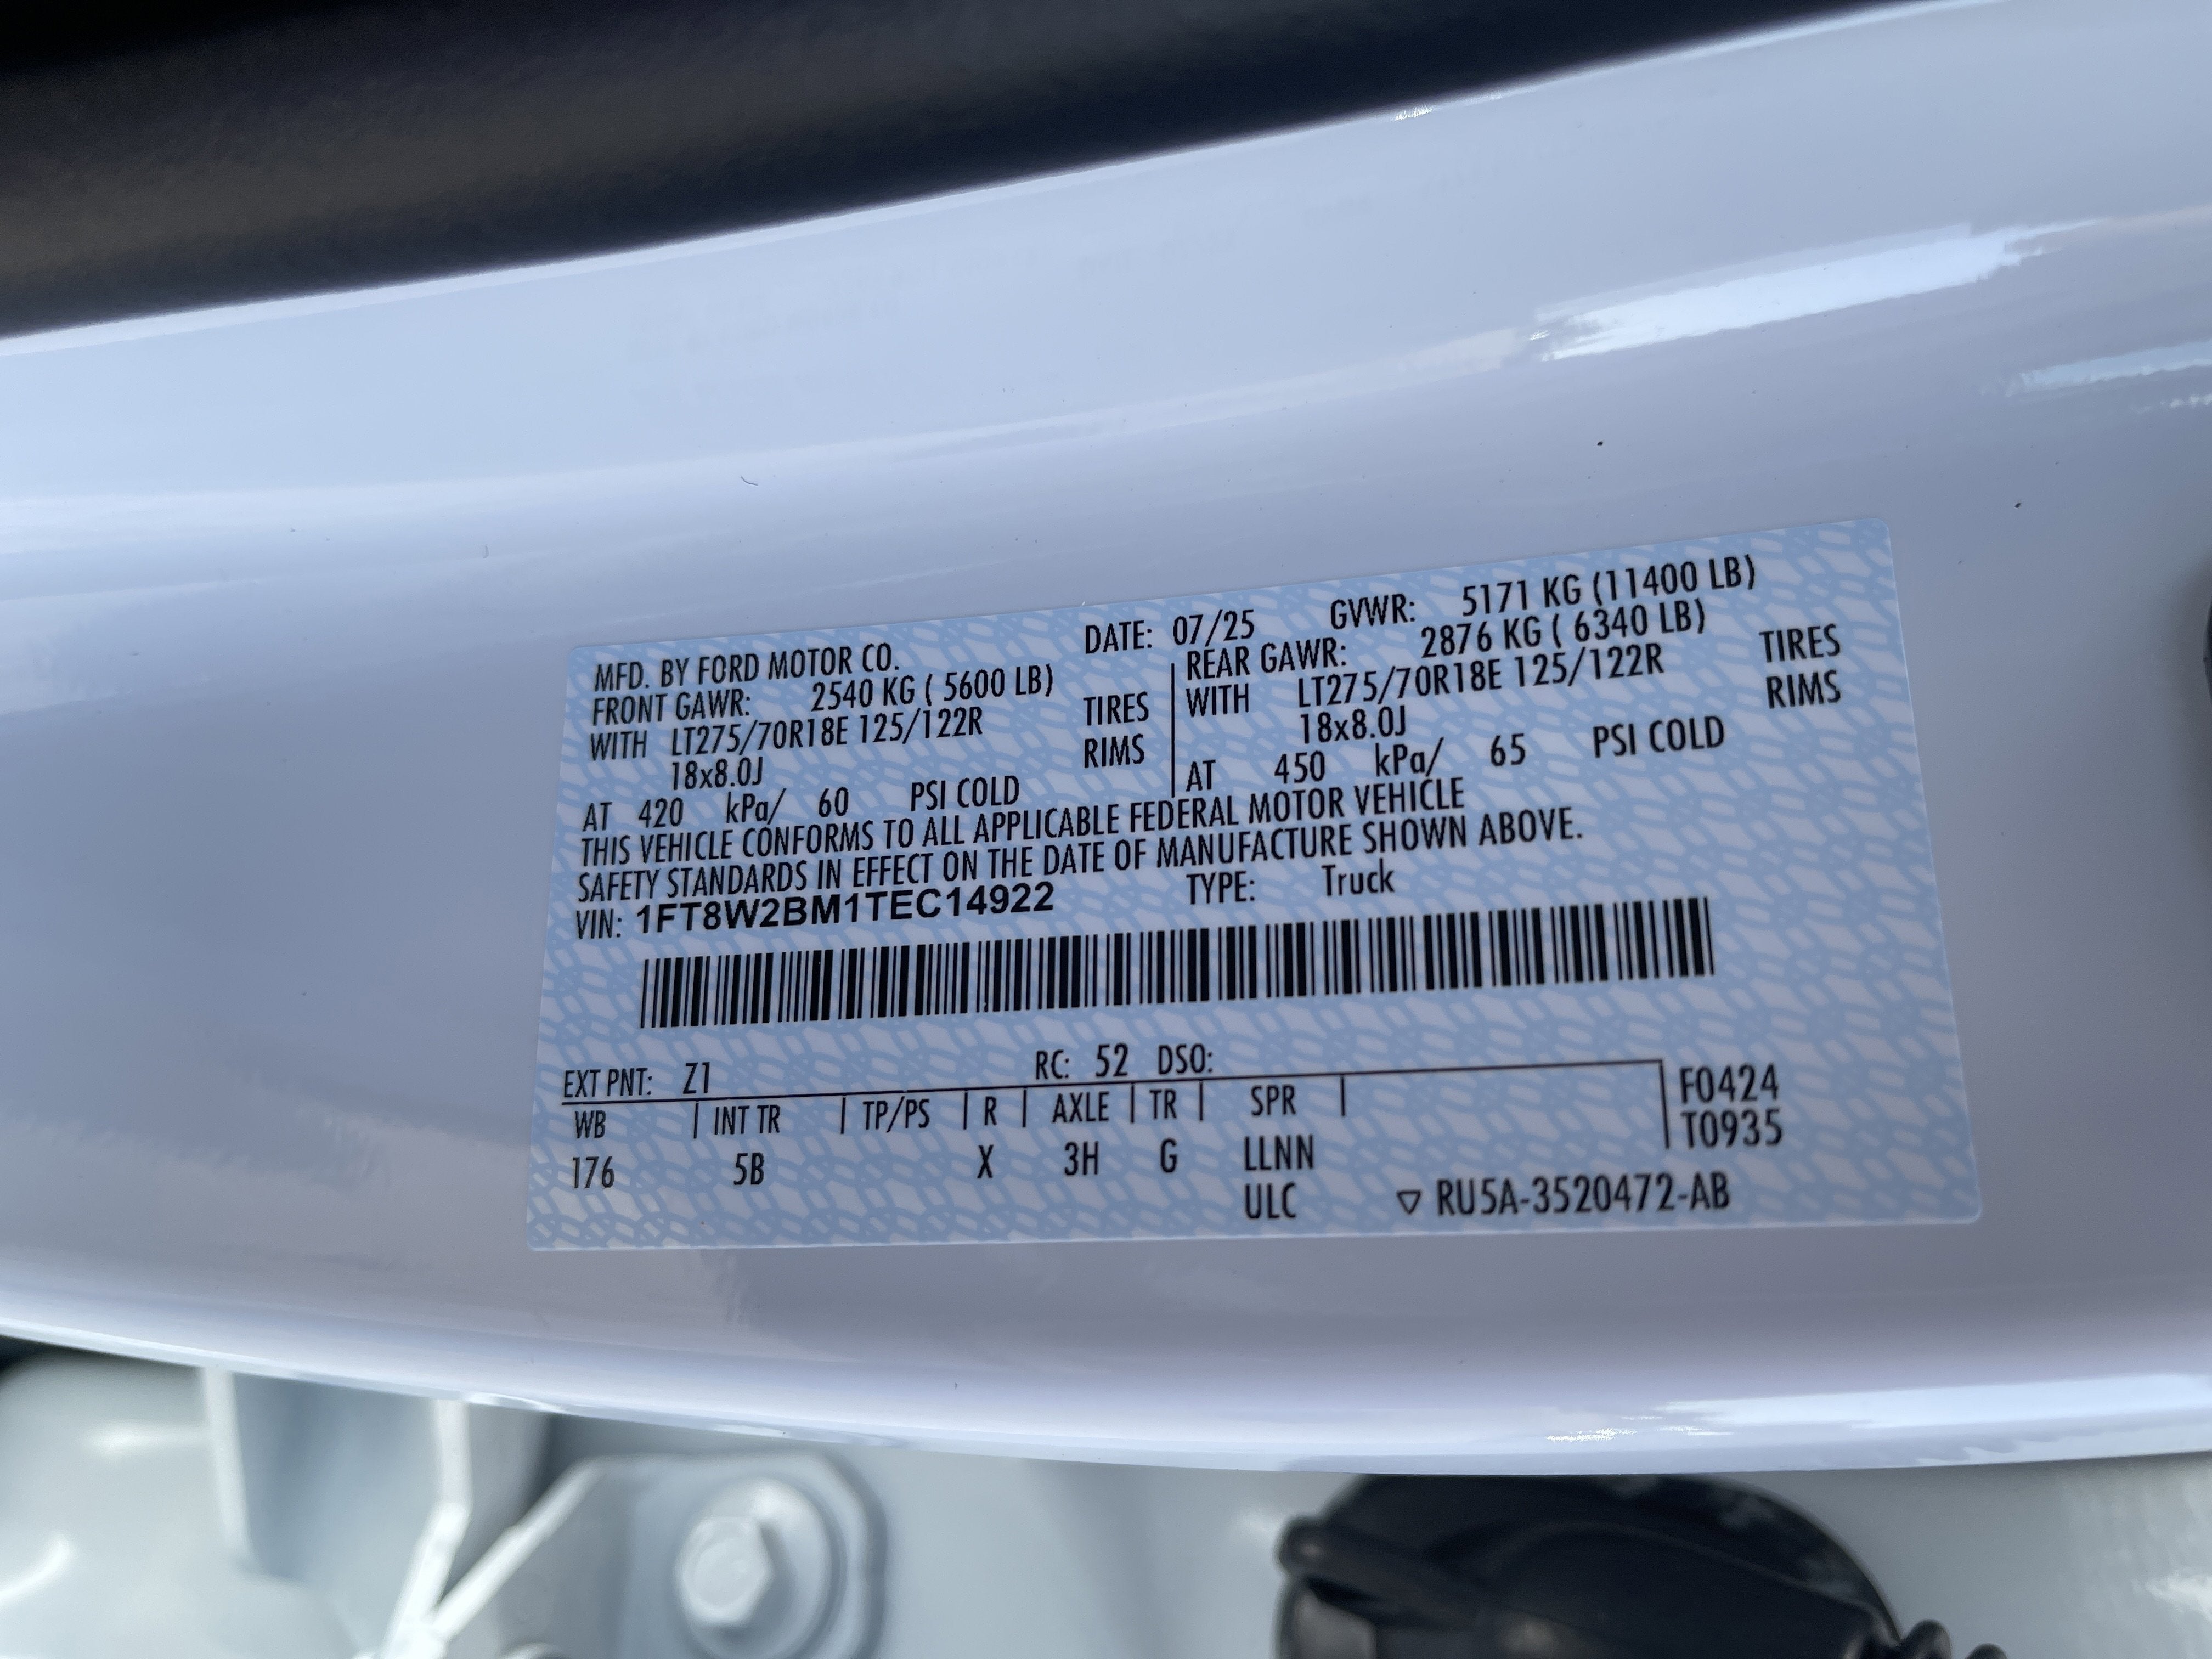 MFD. BY FORD MOTOR CO. DATE: 07/25 GVWR: 5171 KG (11400 LB)
FRONT GAWR: 2540 KG ( 5600 LB) REAR GAWR: 2876 KG ( 6340 LB)
WITH LT275/70R18E 125/122R TIRES WITH LT275/70R18E 125/122R TIRES
18x8.0J RIMS 18x8.0J RIMS
AT 420 kPa/ 60 PSI COLD AT 450 kPa/ 65 PSI COLD
THIS VEHICLE CONFORMS TO ALL APPLICABLE FEDERAL MOTOR VEHICLE
SAFETY STANDARDS IN EFFECT ON THE DATE OF MANUFACTURE SHOWN ABOVE.
VIN: 1FT8W2BM1TEC14922 TYPE: Truck
EXT PNT: Z1 RC: 52 DSO:
WB INT TR TP/PS R AXLE TR SPR F0424
T0935
176 5B X 3H G LLNN
ULC ▽ RU5A-3520472-AB